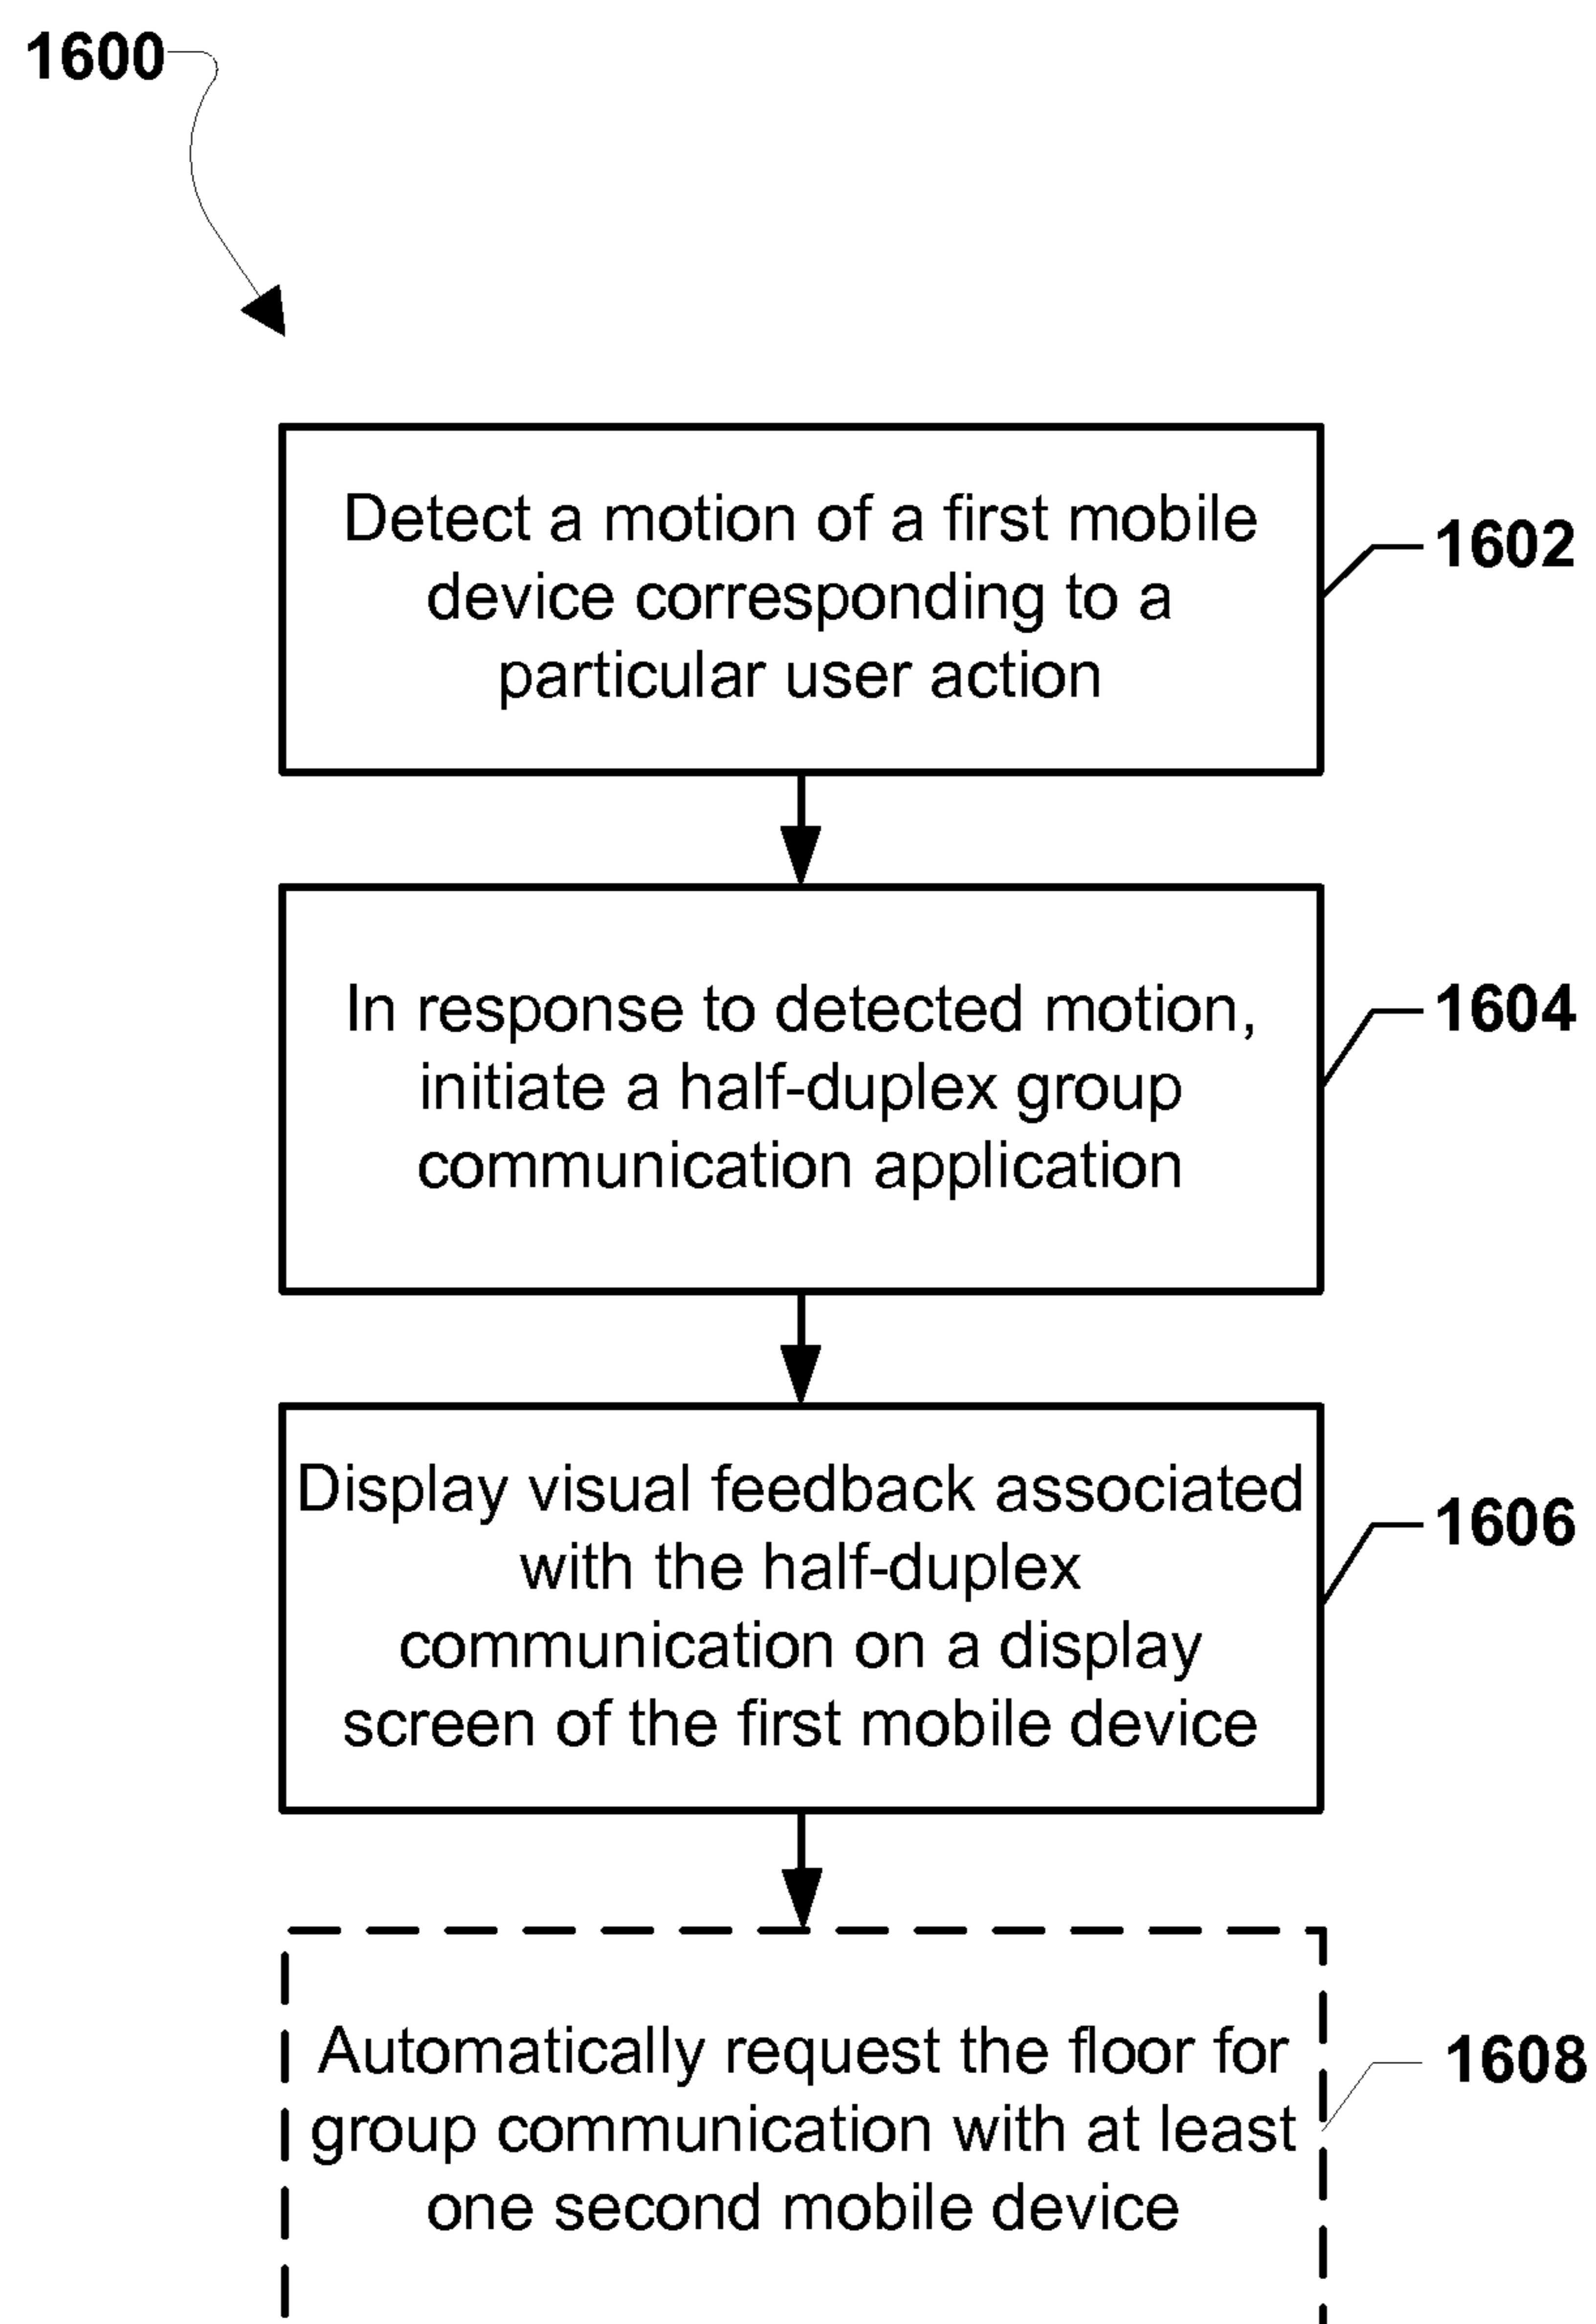 1600
Detect a motion of a first mobile
device corresponding to a
particular user action
1602
In response to detected motion,
initiate a half-duplex group
communication application
1604
Display visual feedback associated
with the half-duplex
communication on a display
screen of the first mobile device
1606
Automatically request the floor for
group communication with at least
one second mobile device
1608